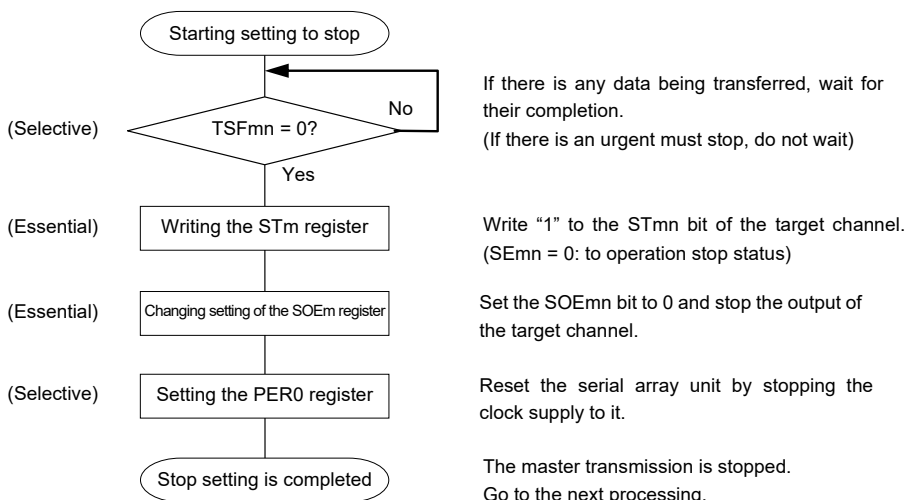 Starting setting to stop
No
If there is any data being transferred, wait for
their completion.
(Selective)
TSFmn = 0?
(If there is an urgent must stop, do not wait)
Yes
(Essential)
Writing the STm register
Write “1” to the STmn bit of the target channel.
(SEmn = 0: to operation stop status)
(Essential)
Changing setting of the SOEm register
Set the SOEmn bit to 0 and stop the output of
the target channel.
(Selective)
Setting the PER0 register
Reset the serial array unit by stopping the
clock supply to it.
Stop setting is completed
The master transmission is stopped.
Go to the next processing.